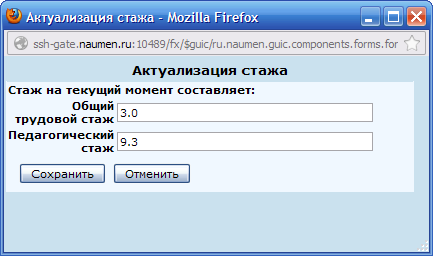 Актуализация стажа - Mozilla Firefox
ssh-gate.naumen.ru:10489/fx/$guic/ru.naumen.guic.components.forms.for
Актуализация стажа
Стаж на текущий момент составляет:
Общий
трудовой стаж
3.0
Педагогический
стаж
9.3
Сохранить Отменить